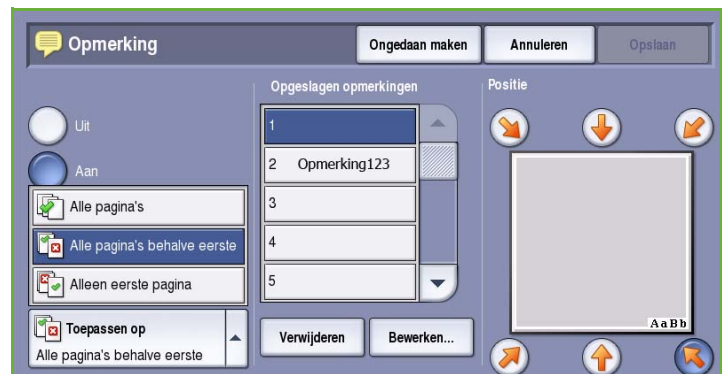 Opmerking
Ongedaan maken
Annuleren
Opslaan
Uit
Aan
Alle pagina's
Alle pagina's behalve eerste
Alleen eerste pagina
Toepassen op
Alle pagina's behalve eerste
Opgeslagen opmerkingen
1
2 Opmerking123
3
4
5
Verwijderen
Bewerken...
Positie
AaBb